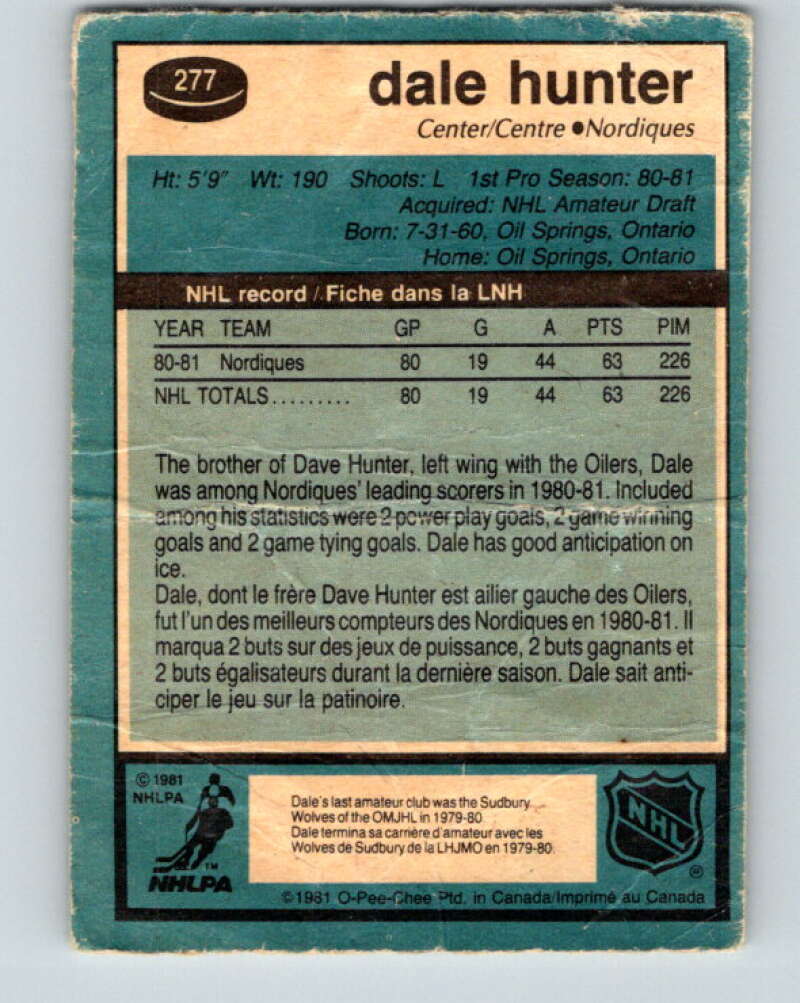 277
dale hunter
Center/Centre ●Nordiques
Ht: 5'9" Wt: 190 Shoots: L 1st Pro Season: 80-81
Acquired: NHL Amateur Draft
Born: 7-31-60, Oil Springs, Ontario
Home: Oil Springs, Ontario
NHL record / Fiche dans la LNH
YEAR TEAM GP G A PTS PIM
80-81 Nordiques 80 19 44 63 226
NHL TOTALS......... 80 19 44 63 226
The brother of Dave Hunter, left wing with the Oilers, Dale
was among Nordiques' leading scorers in 1980-81. Included
among his statistics were 2 power play goals, 2 game winning
goals and 2 game tying goals. Dale has good anticipation on
ice.
Dale, dont le frère Dave Hunter est ailier gauche des Oilers,
fut l'un des meilleurs compteurs des Nordiques en 1980-81. Il
marqua 2 buts sur des jeux de puissance, 2 buts gagnants et
2 buts égalisateurs durant la dernière saison. Dale sait anti-
ciper le jeu sur la patinoire.
© 1981
NHLPA
TM
NHLPA
Dale's last amateur club was the Sudbury
Wolves of the OMJHL in 1979-80.
Dale termina sa carrière d'amateur avec les
Wolves de Sudbury de la LHJMO en 1979-80.
NHL
®
©1981 O-Pee-Chee Ptd. in Canada/Imprimé au Canada